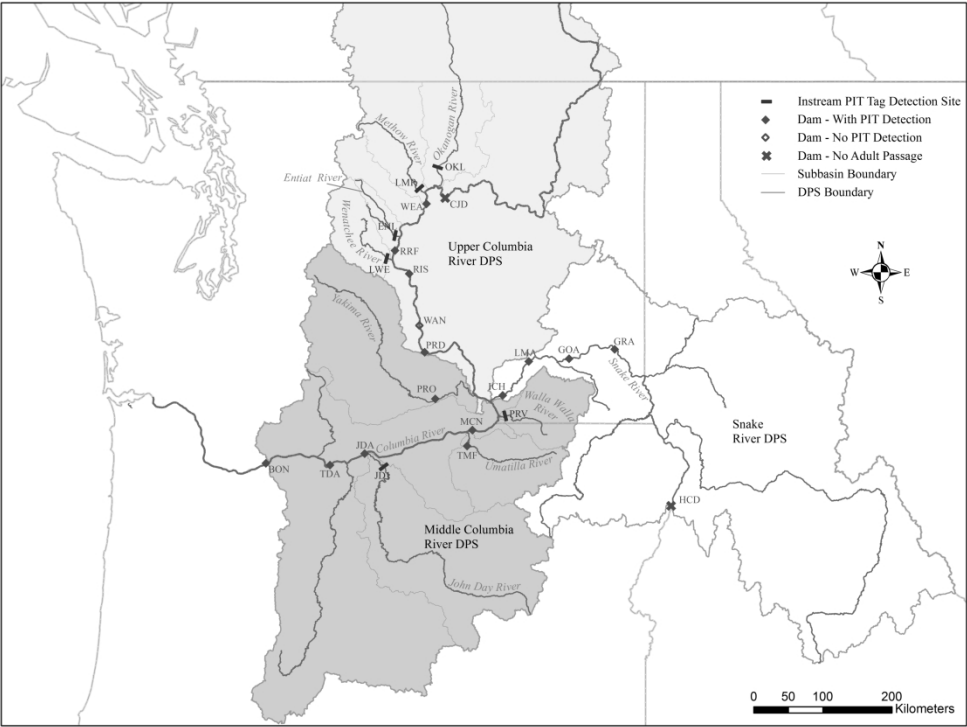 Instream PIT Tag Detection Site
Dam - With PIT Detection
Dam - No PIT Detection
Dam - No Adult Passage
Subbasin Boundary
DPS Boundary
Methow River
Okanogan River
OKL
LMR
Entiat River
WEA
CJD
Wenatchee River
ENL
RRF
LWE
RIS
Upper Columbia
River DPS
N
W
E
S
Yakima River
WAN
PRD
LMA
GOA
GRA
Snake River
PRO
ICH
Walla Walla
River
PRV
MCN
Snake
River DPS
JDA
Columbia River
TMF
Umatilla River
BON
TDA
JD1
HCD
Middle Columbia
River DPS
John Day River
0 50 100 200
Kilometers